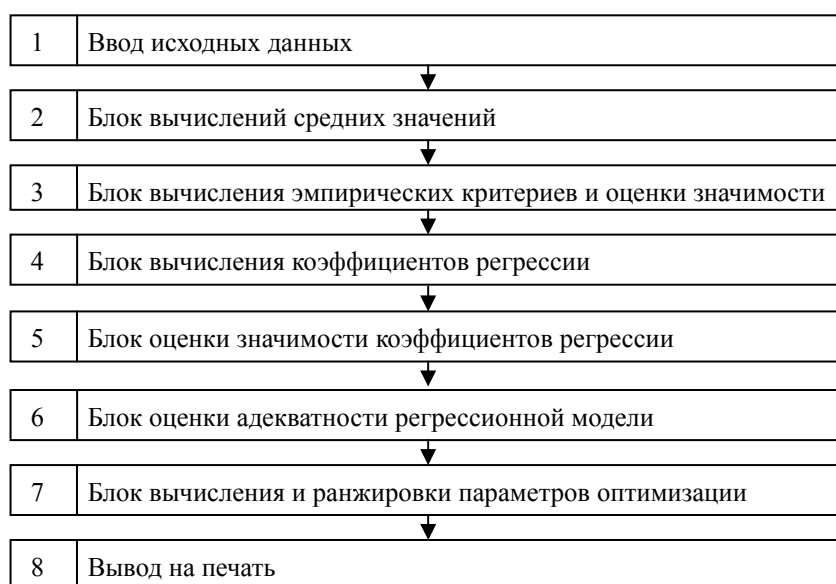 1 Ввод исходных данных
2 Блок вычислений средних значений
3 Блок вычисления эмпирических критериев и оценки значимости
4 Блок вычисления коэффициентов регрессии
5 Блок оценки значимости коэффициентов регрессии
6 Блок оценки адекватности регрессионной модели
7 Блок вычисления и ранжировки параметров оптимизации
8 Вывод на печать